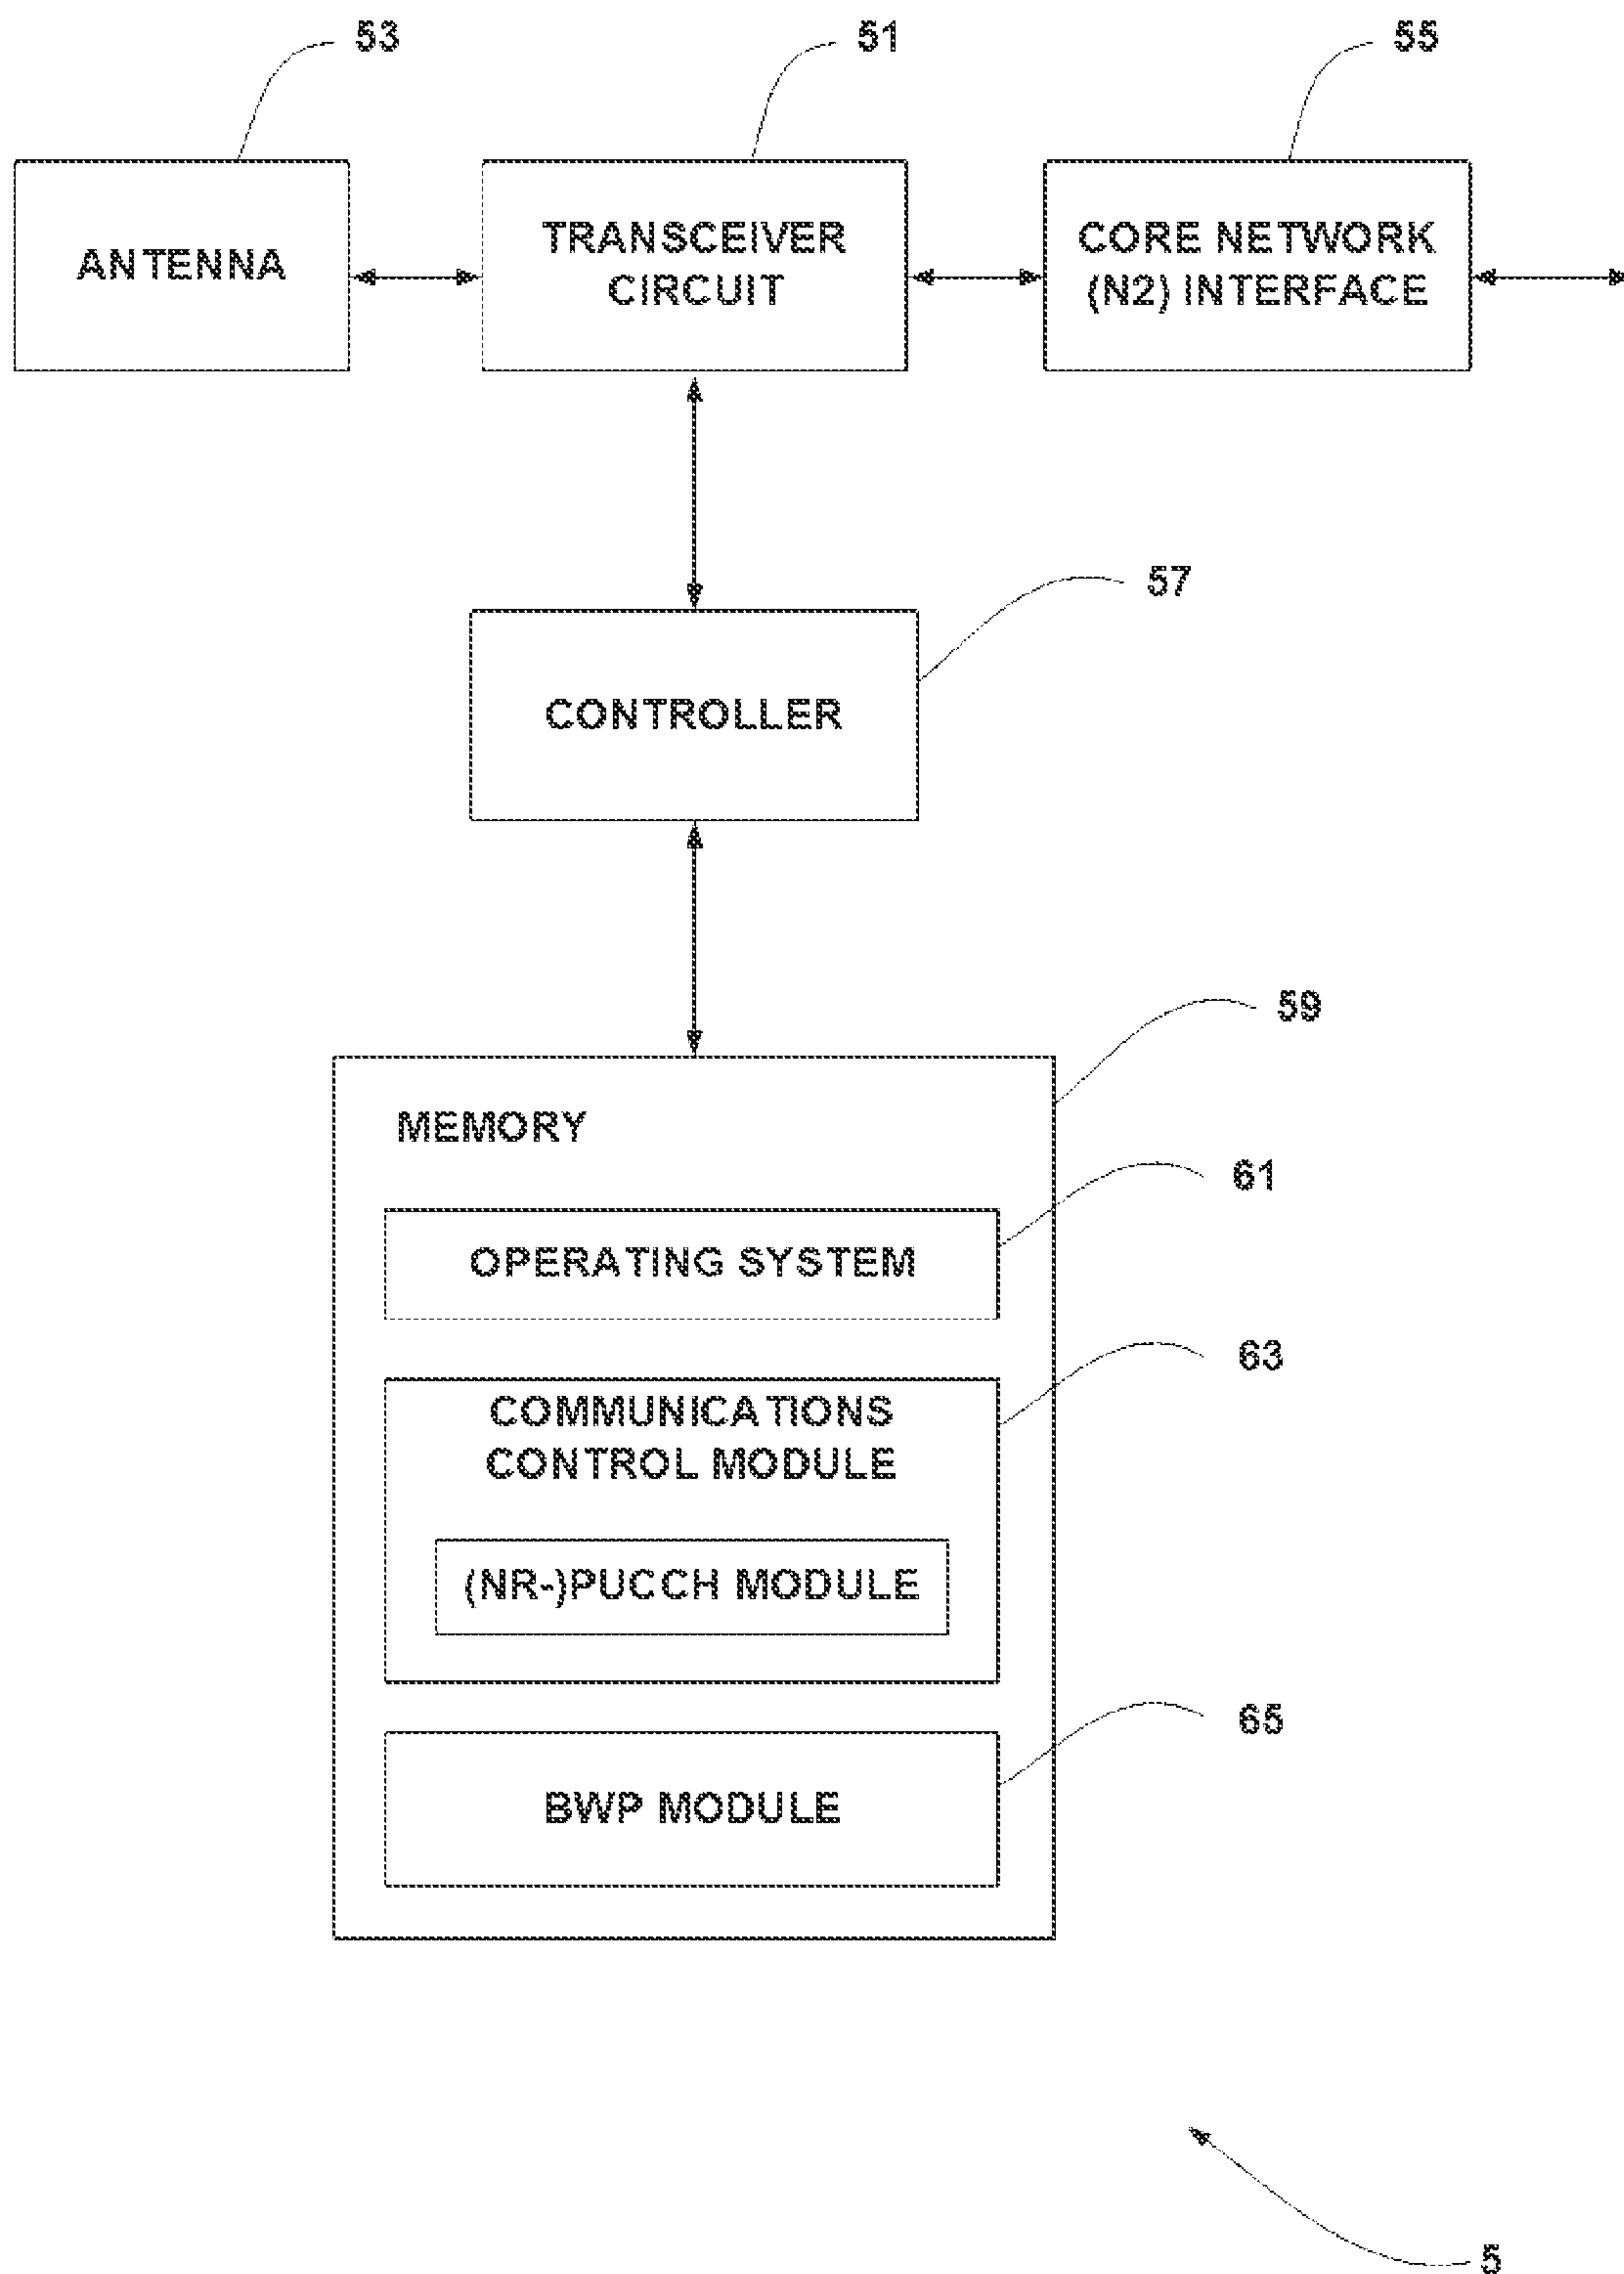 53
51
55
ANTENNA
TRANSCEIVER
CIRCUIT
CORE NETWORK
(N2) INTERFACE
57
CONTROLLER
59
MEMORY
61
OPERATING SYSTEM
63
COMMUNICATIONS
CONTROL MODULE
(NR-)PUCCH MODULE
65
BWP MODULE
5